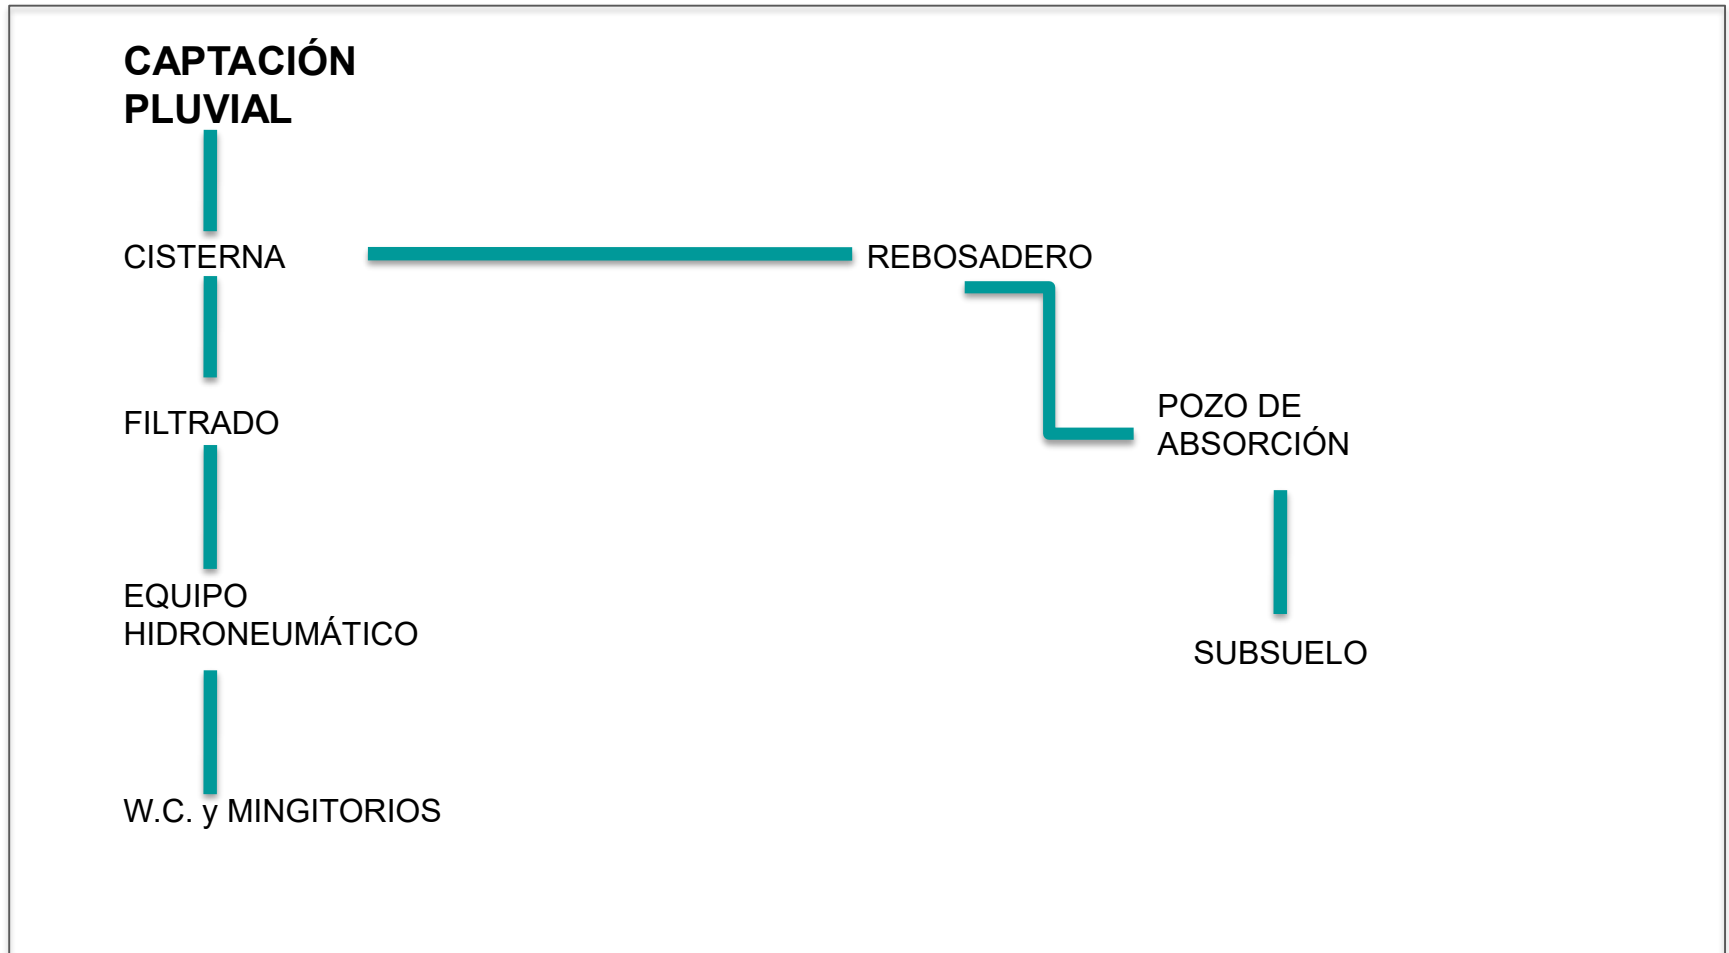 CAPTACIÓN
PLUVIAL
CISTERNA
REBOSADERO
FILTRADO
POZO DE
ABSORCIÓN
EQUIPO
HIDRONEUMÁTICO
SUBSUELO
W.C. y MINGITORIOS